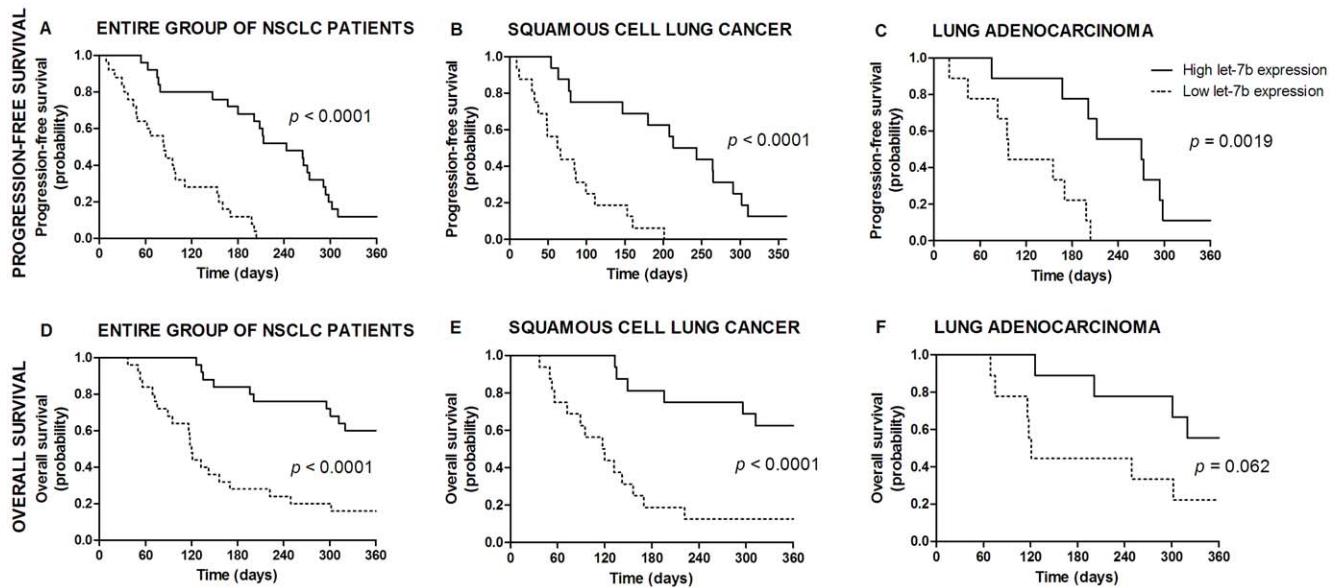 A ENTIRE GROUP OF NSCLC PATIENTS
PROGRESSION-FREE SURVIVAL
Progression-free survival
(probability)
1.0
0.8
0.6
0.4
0.2
0.0
0 60 120 180 240 300 360
Time (days)
p < 0.0001
B SQUAMOUS CELL LUNG CANCER
Progression-free survival
(probability)
1.0
0.8
0.6
0.4
0.2
0.0
0 50 100 150 200 250 300 350
Time (days)
p < 0.0001
C LUNG ADENOCARCINOMA
Progression-free survival
(probability)
1.0
0.8
0.6
0.4
0.2
0.0
0 60 120 180 240 300 360
Time (days)
High let-7b expression
Low let-7b expression
p = 0.0019
D ENTIRE GROUP OF NSCLC PATIENTS
OVERALL SURVIVAL
Overall survival
(probability)
1.0
0.8
0.6
0.4
0.2
0.0
0 60 120 180 240 300 360
Time (days)
p < 0.0001
E SQUAMOUS CELL LUNG CANCER
Overall survival
(probability)
1.0
0.8
0.6
0.4
0.2
0.0
0 60 120 180 240 300 360
Time (days)
p < 0.0001
F LUNG ADENOCARCINOMA
Overall survival
(probability)
1.0
0.8
0.6
0.4
0.2
0.0
0 60 120 180 240 300 360
Time (days)
p = 0.062